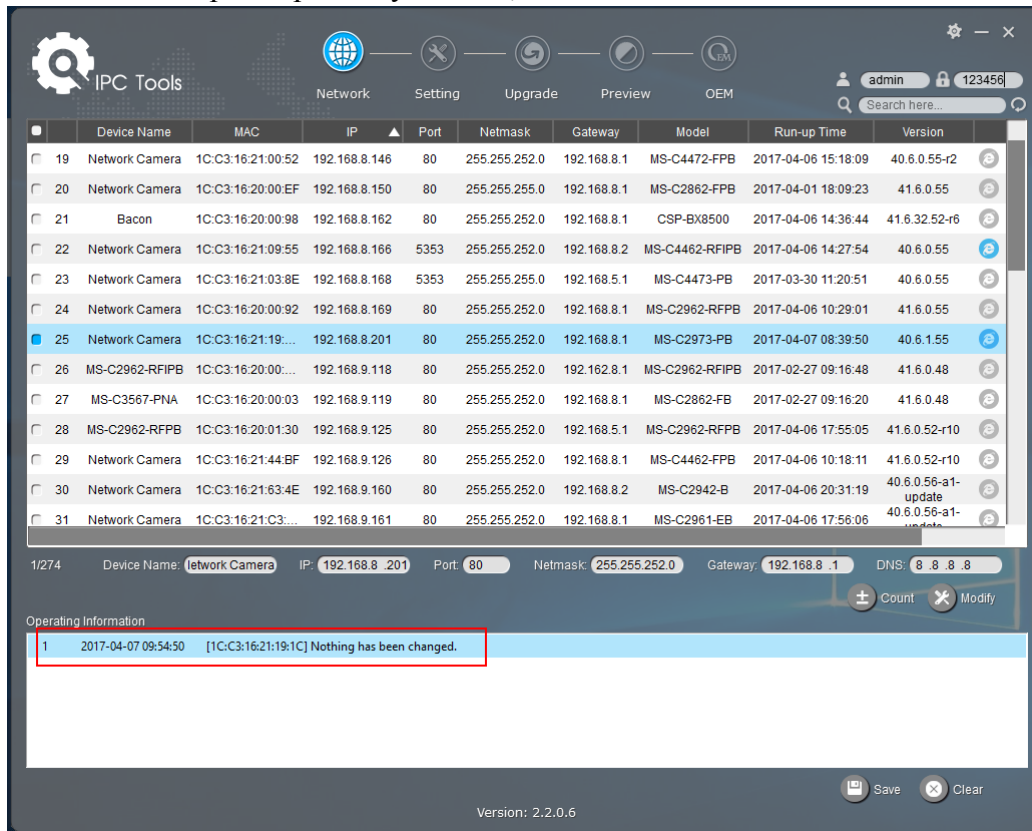 IPC Tools
Network Setting Upgrade Preview OEM
admin 123456
Search here...
Device Name MAC IP Port Netmask Gateway Model Run-up Time Version
19 Network Camera 1C:C3:16:21:00:52 192.168.8.146 80 255.255.252.0 192.168.8.1 MS-C4472-FPB 2017-04-06 15:18:09 40.6.0.55-r2
20 Network Camera 1C:C3:16:20:00:EF 192.168.8.150 80 255.255.252.0 192.168.8.1 MS-C2862-FPB 2017-04-01 18:09:23 41.6.0.55
21 Bacon 1C:C3:16:20:00:98 192.168.8.162 80 255.255.252.0 192.168.8.1 CSP-BX8500 2017-04-06 14:36:44 41.6.32.52-r6
22 Network Camera 1C:C3:16:21:09:55 192.168.8.166 5353 255.255.252.0 192.168.8.2 MS-C4462-RFIPB 2017-04-06 14:27:54 40.6.0.55
23 Network Camera 1C:C3:16:21:03:8E 192.168.8.168 5353 255.255.252.0 192.168.5.1 MS-C4473-PB 2017-03-30 11:20:51 40.6.0.55
24 Network Camera 1C:C3:16:20:00:92 192.168.8.169 80 255.255.252.0 192.168.8.1 MS-C2962-RFPB 2017-04-06 10:29:01 41.6.0.55
25 Network Camera 1C:C3:16:21:19:... 192.168.8.201 80 255.255.252.0 192.168.8.1 MS-C2973-PB 2017-04-07 08:39:50 40.6.1.55
26 MS-C2962-RFIPB 1C:C3:16:20:00:... 192.168.9.118 80 255.255.252.0 192.162.8.1 MS-C2962-RFIPB 2017-02-27 09:16:48 41.6.0.48
27 MS-C3567-PNA 1C:C3:16:20:00:03 192.168.9.119 80 255.255.252.0 192.168.8.1 MS-C2862-FB 2017-02-27 09:16:20 41.6.0.48
28 MS-C2962-RFPB 1C:C3:16:20:01:30 192.168.9.125 80 255.255.252.0 192.168.5.1 MS-C2962-RFPB 2017-04-06 17:55:05 41.6.0.52-r10
29 Network Camera 1C:C3:16:21:44:BF 192.168.9.126 80 255.255.252.0 192.168.8.1 MS-C4462-FPB 2017-04-06 10:18:11 41.6.0.52-r10
30 Network Camera 1C:C3:16:21:63:4E 192.168.9.160 80 255.255.252.0 192.168.8.2 MS-C2942-B 2017-04-06 20:31:19 40.6.0.56-a1-
update
31 Network Camera 1C:C3:16:21:C3:... 192.168.9.161 80 255.255.252.0 192.168.8.1 MS-C2961-EB 2017-04-06 17:56:06 40.6.0.56-a1-
update
1/274 Device Name: Network Camera IP: 192.168.8 .201 Port: 80 Netmask: 255.255.252.0 Gateway: 192.168.8 .1 DNS: 8 .8 .8 .8
Count Modify
Operating Information
1 2017-04-07 09:54:50 [1C:C3:16:21:19:1C] Nothing has been changed.
Save Clear
Version: 2.2.0.6